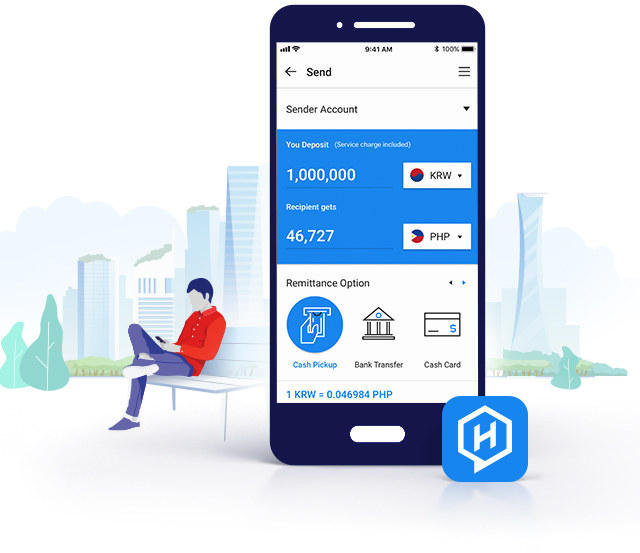 9:41 AM
100%
Send
Sender Account
You Deposit (Service charge included)
1,000,000
KRW
Recipient gets
46,727
PHP
Remittance Option
Cash Pickup
Bank Transfer
Cash Card
1 KRW = 0.046984 PHP
H